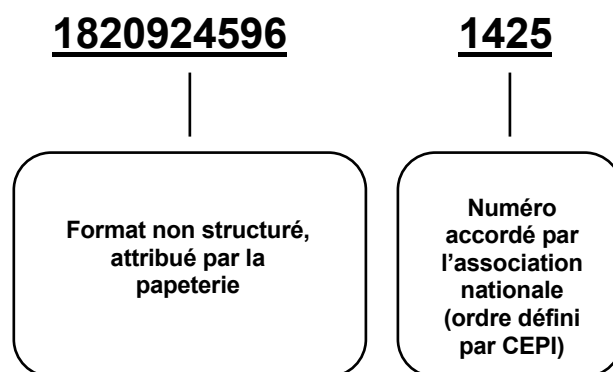 1820924596 1425
Format non structuré,
attribué par la
papeterie
Numéro
accordé par
l’association
nationale
(ordre défini
par CEPI)